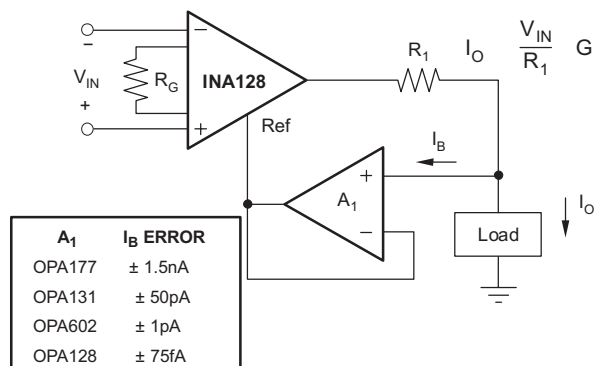 −
V_IN
+
R_G
−
INA128
+
Ref
R_1
I_O V_IN/R_1 G
I_B
+
A_1
−
Load
I_O
A_1 I_B ERROR
OPA177 ± 1.5nA
OPA131 ± 50pA
OPA602 ± 1pA
OPA128 ± 75fA